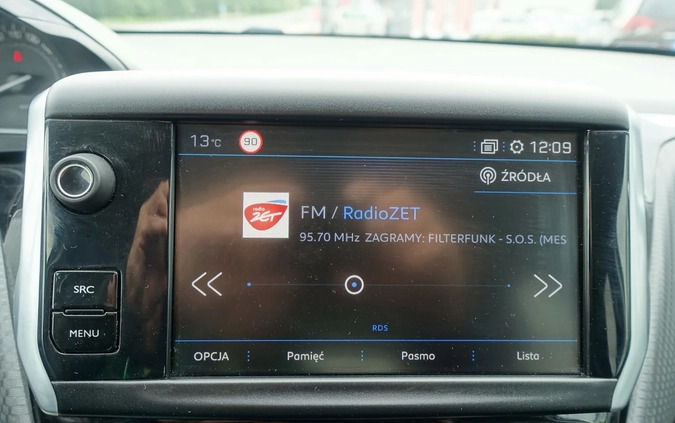 13°C
90
12:09
ŹRÓDŁA
radio
ZET
FM / RadioZET
95.70 MHz ZAGRAMY: FILTERFUNK - S.O.S. (MES
SRC
MENU
RDS
OPCJA
Pamięć
Pasmo
Lista